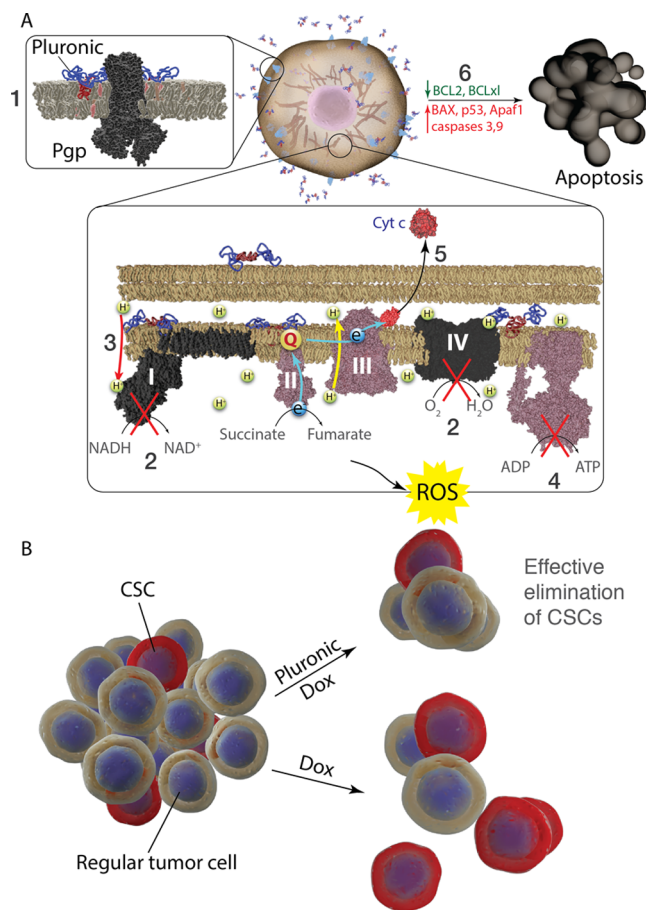 A
Pluronic
1
Pgp
6
↓BCL2, BCLxl
↑BAX, p53, Apaf1
caspases 3,9
Apoptosis
Cyt c
5
H⁺
H⁺
H⁺
H⁺
H⁺
3
Q
e
IV
I
III
II
H⁺
H⁺
H⁺
H⁺
H⁺
e
O₂
H₂O
NADH
NAD⁺
Succinate
Fumarate
2
2
ADP
ATP
4
ROS
B
CSC
Effective
elimination
of CSCs
Pluronic
Dox
Dox
Regular tumor cell